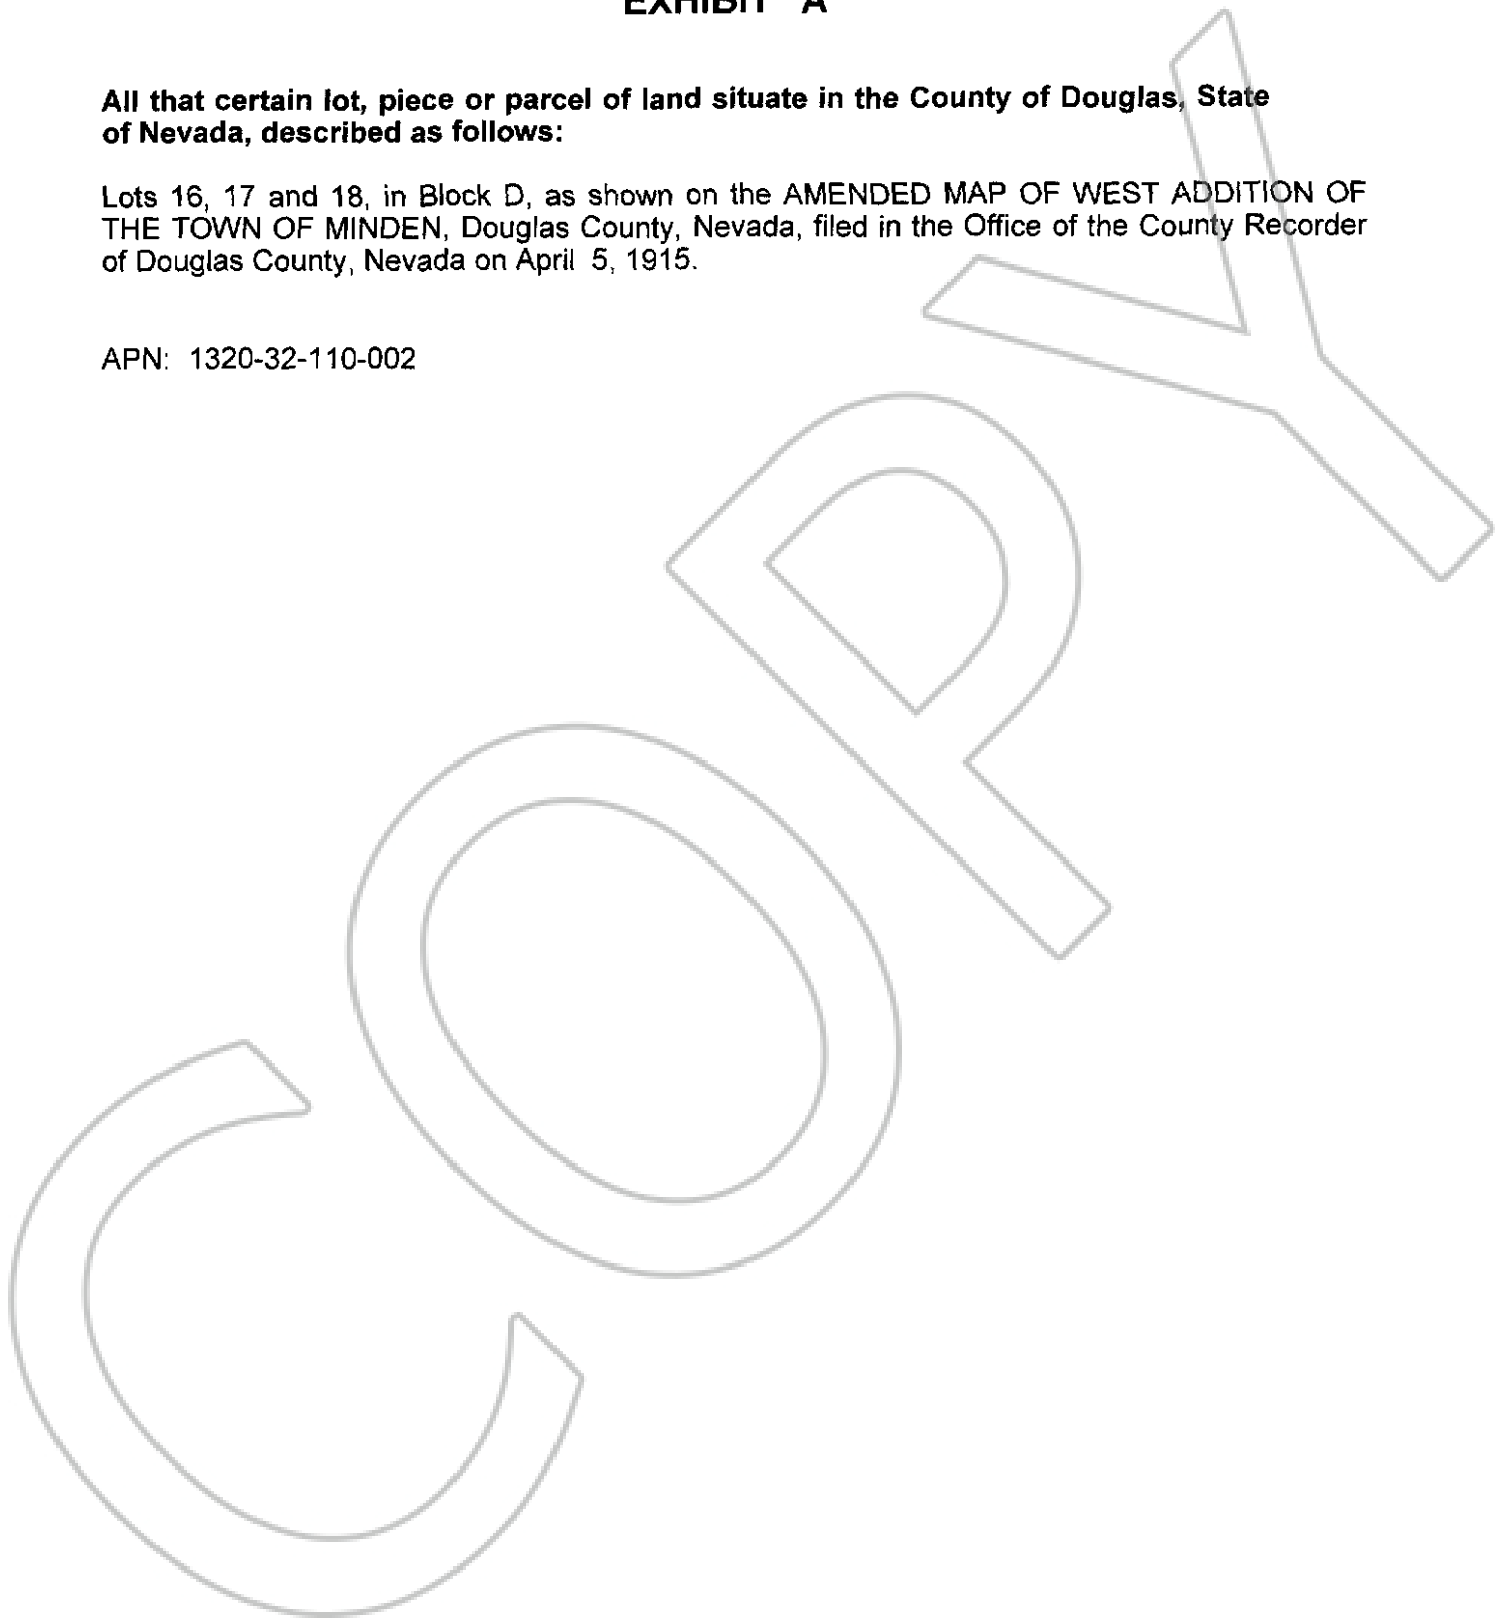 EXHIBIT A
All that certain lot, piece or parcel of land situate in the County of Douglas, State
of Nevada, described as follows:
Lots 16, 17 and 18, in Block D, as shown on the AMENDED MAP OF WEST ADDITION OF
THE TOWN OF MINDEN, Douglas County, Nevada, filed in the Office of the County Recorder
of Douglas County, Nevada on April 5, 1915.
APN: 1320-32-110-002
COPY